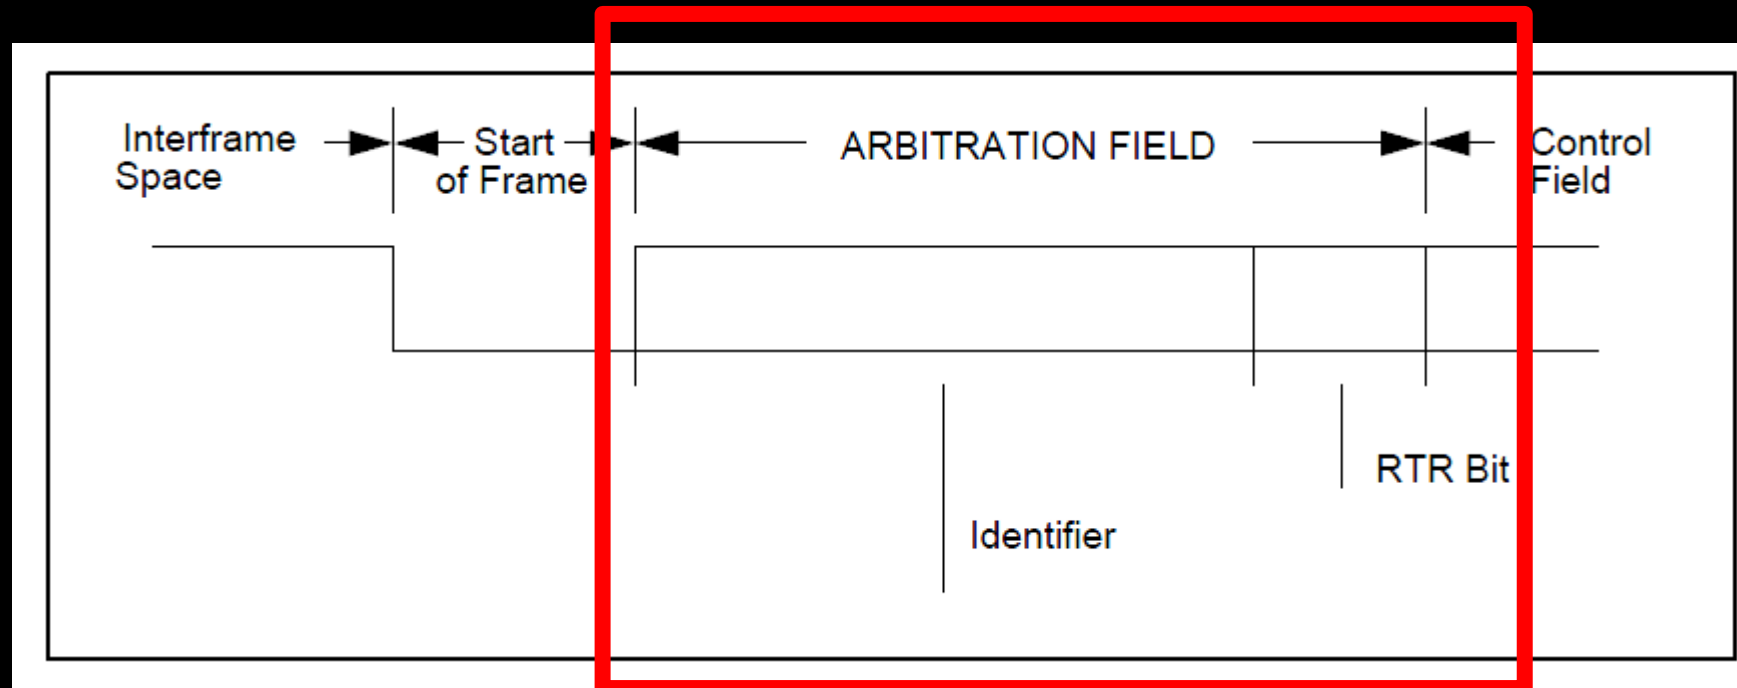 Interframe
Space
Start
of Frame
ARBITRATION FIELD
Control
Field
RTR Bit
Identifier